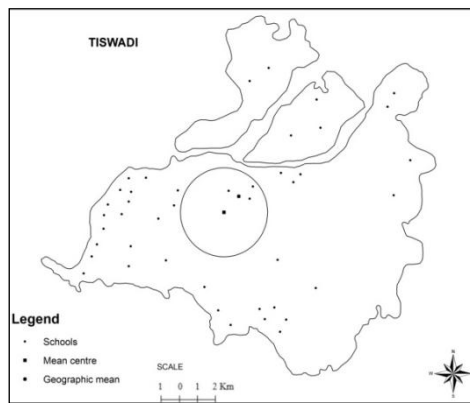 TISWADI
Legend
Schools
Mean centre
Geographic mean
SCALE
1 0 1 2 Km
N